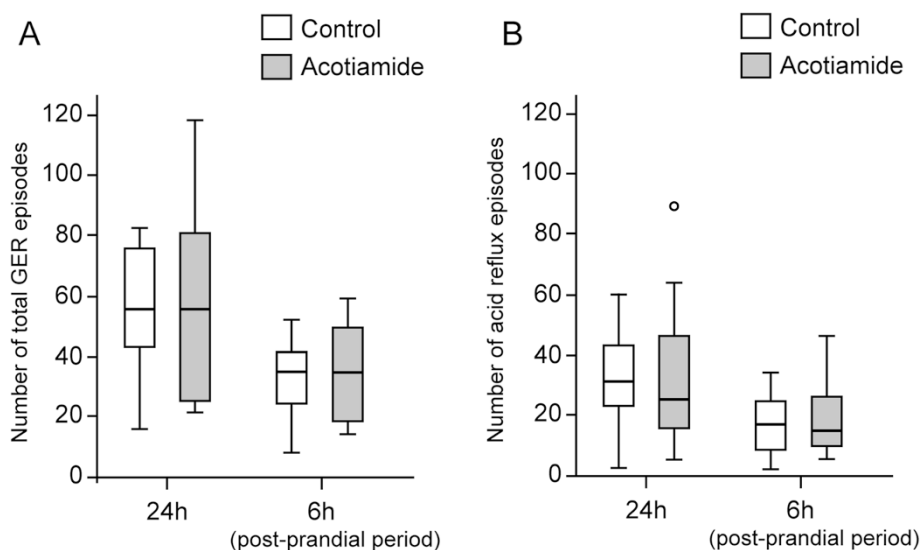 A
Control
Acotiamide
Number of total GER episodes
120
100
80
60
40
20
0
24h
6h
(post-prandial period)
B
Control
Acotiamide
Number of acid reflux episodes
120
100
80
60
40
20
0
24h
6h
(post-prandial period)